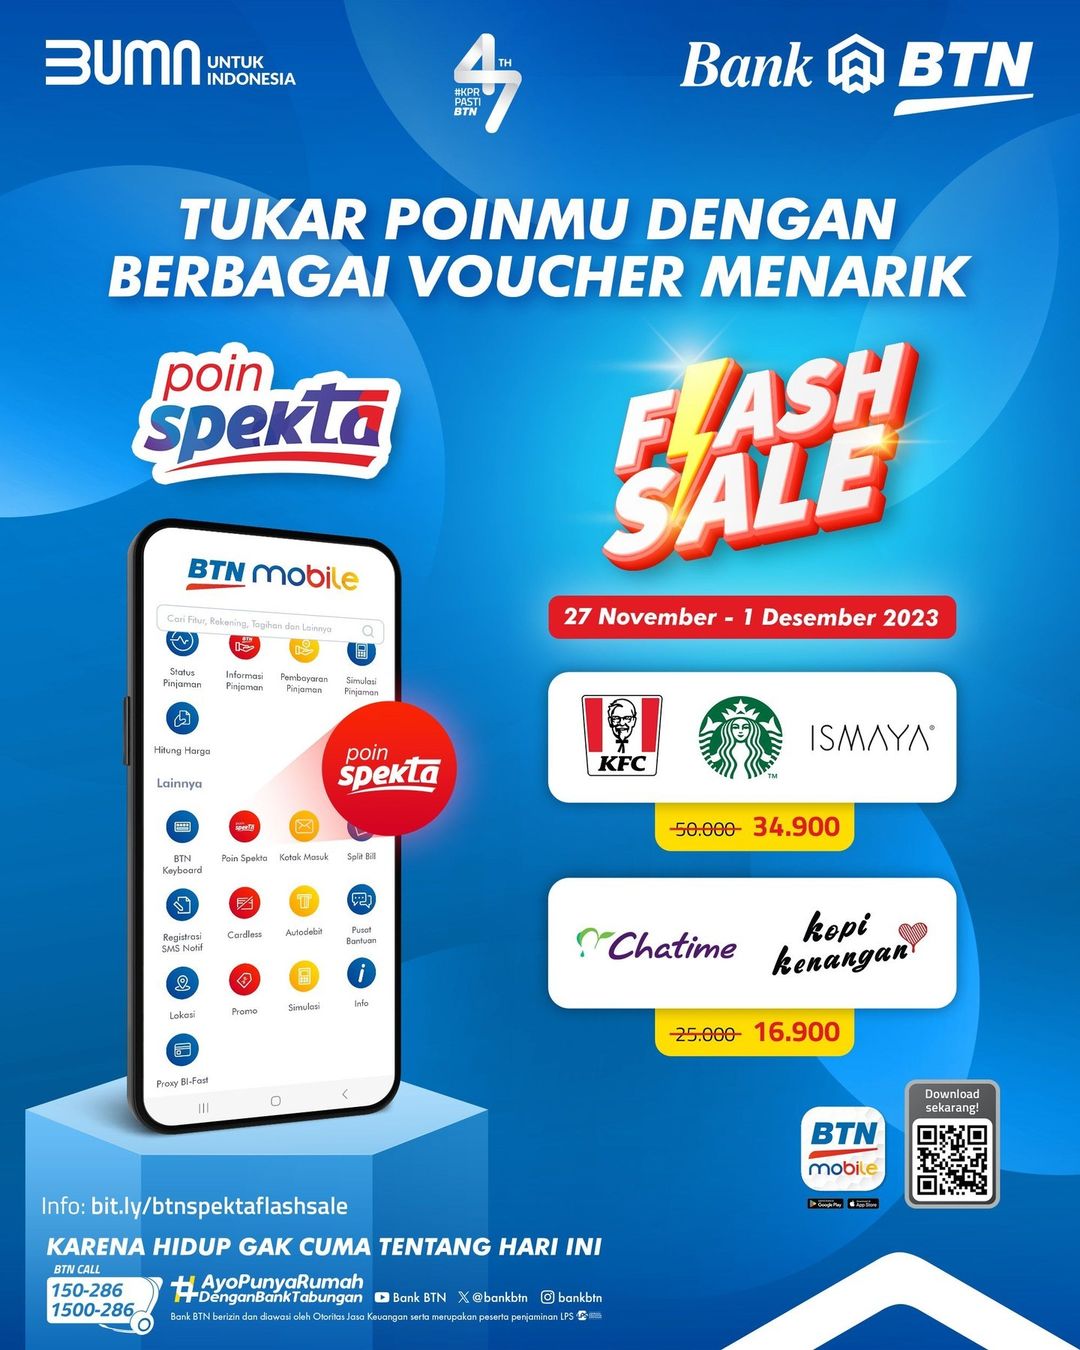 BUMN UNTUK
INDONESIA
47TH
#KPR
PASTI
BTN
Bank BTN
TUKAR POINMU DENGAN
BERBAGAI VOUCHER MENARIK
poin
spekta
FLASH
SALE
27 November - 1 Desember 2023
BTN mobile
Cari Fitur, Rekening, Tagihan dan Lainnya
Status
Pinjaman
Informasi
Pinjaman
Pembayaran
Pinjaman
Simulasi
Pinjaman
Hitung Harga
poin
spekta
Lainnya
BTN
Keyboard
Poin Spekta
Kotak Masuk
Split Bill
Registrasi
SMS Notif
Cardless
Autodebit
Pusat
Bantuan
Lokasi
Promo
Simulasi
Info
Proxy BI-Fast
KFC
TM
ISMAYA®
50.000 34.900
Chatime
kopi
kenangan
25.000 16.900
BTN
mobile
Google Play
App Store
Download
sekarang!
Info: bit.ly/btnspektaflashsale
KARENA HIDUP GAK CUMA TENTANG HARI INI
BTN CALL
150-286
1500-286
#AyoPunyaRumah
DenganBankTabungan
Bank BTN
@bankbtn
bankbtn
Bank BTN berizin dan diawasi oleh Otoritas Jasa Keuangan serta merupakan peserta penjaminan LPS